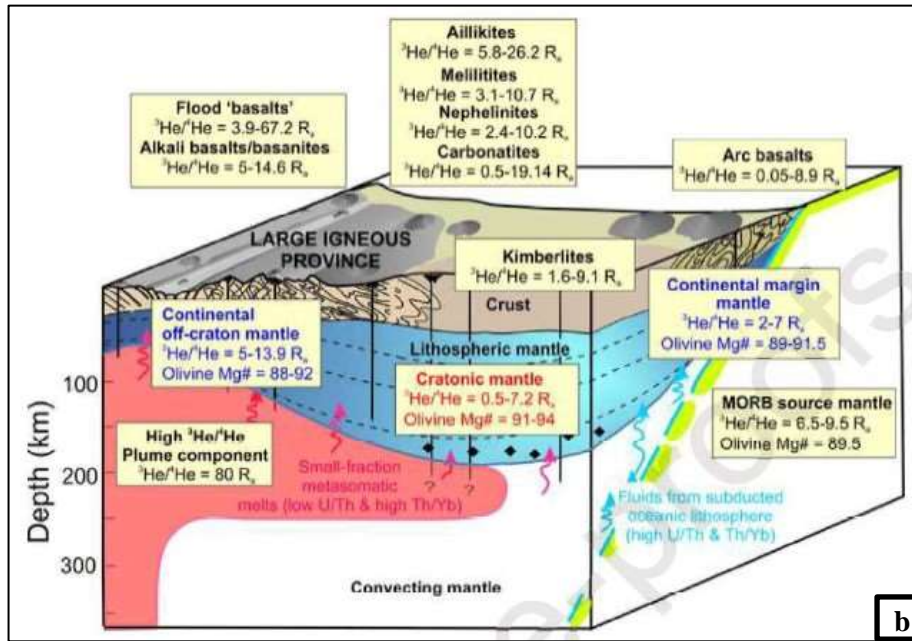 Aillikites
³He/⁴He = 5.8-26.2 Rₐ
Melilitites
³He/⁴He = 3.1-10.7 Rₐ
Nephelinites
³He/⁴He = 2.4-10.2 Rₐ
Carbonatites
³He/⁴He = 0.5-19.14 Rₐ
Flood 'basalts'
³He/⁴He = 3.9-67.2 Rₐ
Alkali basalts/basanites
³He/⁴He = 5-14.6 Rₐ
Arc basalts
³He/⁴He = 0.05-8.9 Rₐ
LARGE IGNEOUS
PROVINCE
Kimberlites
³He/⁴He = 1.6-9.1 Rₐ
Crust
Continental
off-craton mantle
³He/⁴He = 5-13.9 Rₐ
Olivine Mg# = 88-92
Continental margin
mantle
³He/⁴He = 2-7 Rₐ
Olivine Mg# = 89-91.5
Lithospheric mantle
Cratonic mantle
³He/⁴He = 0.5-7.2 Rₐ
Olivine Mg# = 91-94
MORB source mantle
³He/⁴He = 6.5-9.5 Rₐ
Olivine Mg# = 89.5
High ³He/⁴He
Plume component
³He/⁴He = 80 Rₐ
Small-fraction
metasomatic
melts (low U/Th & high Th/Yb)
? ?
Fluids from subducted
oceanic lithosphere
(high U/Th & Th/Yb)
Convecting mantle
Depth (km)
100
200
300
e-proofs
b